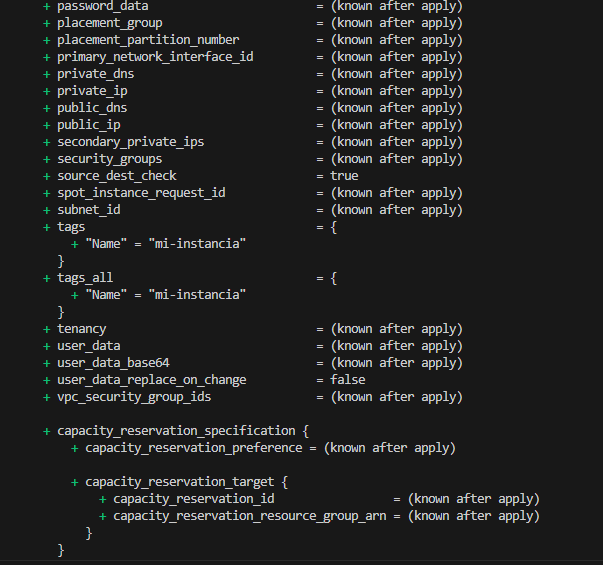 + password_data = (known after apply)
+ placement_group = (known after apply)
+ placement_partition_number = (known after apply)
+ primary_network_interface_id = (known after apply)
+ private_dns = (known after apply)
+ private_ip = (known after apply)
+ public_dns = (known after apply)
+ public_ip = (known after apply)
+ secondary_private_ips = (known after apply)
+ security_groups = (known after apply)
+ source_dest_check = true
+ spot_instance_request_id = (known after apply)
+ subnet_id = (known after apply)
+ tags = {
+ "Name" = "mi-instancia"
}
+ tags_all = {
+ "Name" = "mi-instancia"
}
+ tenancy = (known after apply)
+ user_data = (known after apply)
+ user_data_base64 = (known after apply)
+ user_data_replace_on_change = false
+ vpc_security_group_ids = (known after apply)
+ capacity_reservation_specification {
+ capacity_reservation_preference = (known after apply)
+ capacity_reservation_target {
+ capacity_reservation_id = (known after apply)
+ capacity_reservation_resource_group_arn = (known after apply)
}
}